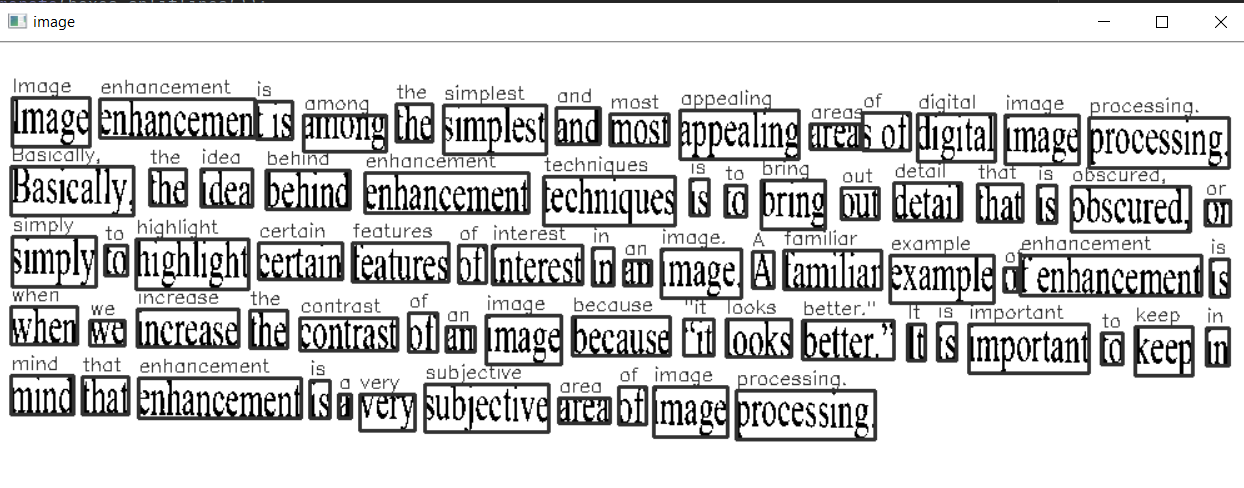 image
Image enhancement is among the simplest and most appealing areas of digital image processing.
Image enhancement is among the simplest and most appealing areas of digital image processing.
Basically, the idea behind enhancement techniques is to bring out detail that is obscured, or
Basically, the idea behind enhancement techniques is to bring out detail that is obscured, or
simply to highlight certain features of interest in an image. A familiar example of enhancement is
simply to highlight certain features of interest in an image. A familiar example of enhancement is
when we increase the contrast of an image because "it looks better." It is important to keep in
when we increase the contrast of an image because “it looks better.” It is important to keep in
mind that enhancement is a very subjective area of image processing.
mind that enhancement is a very subjective area of image processing.